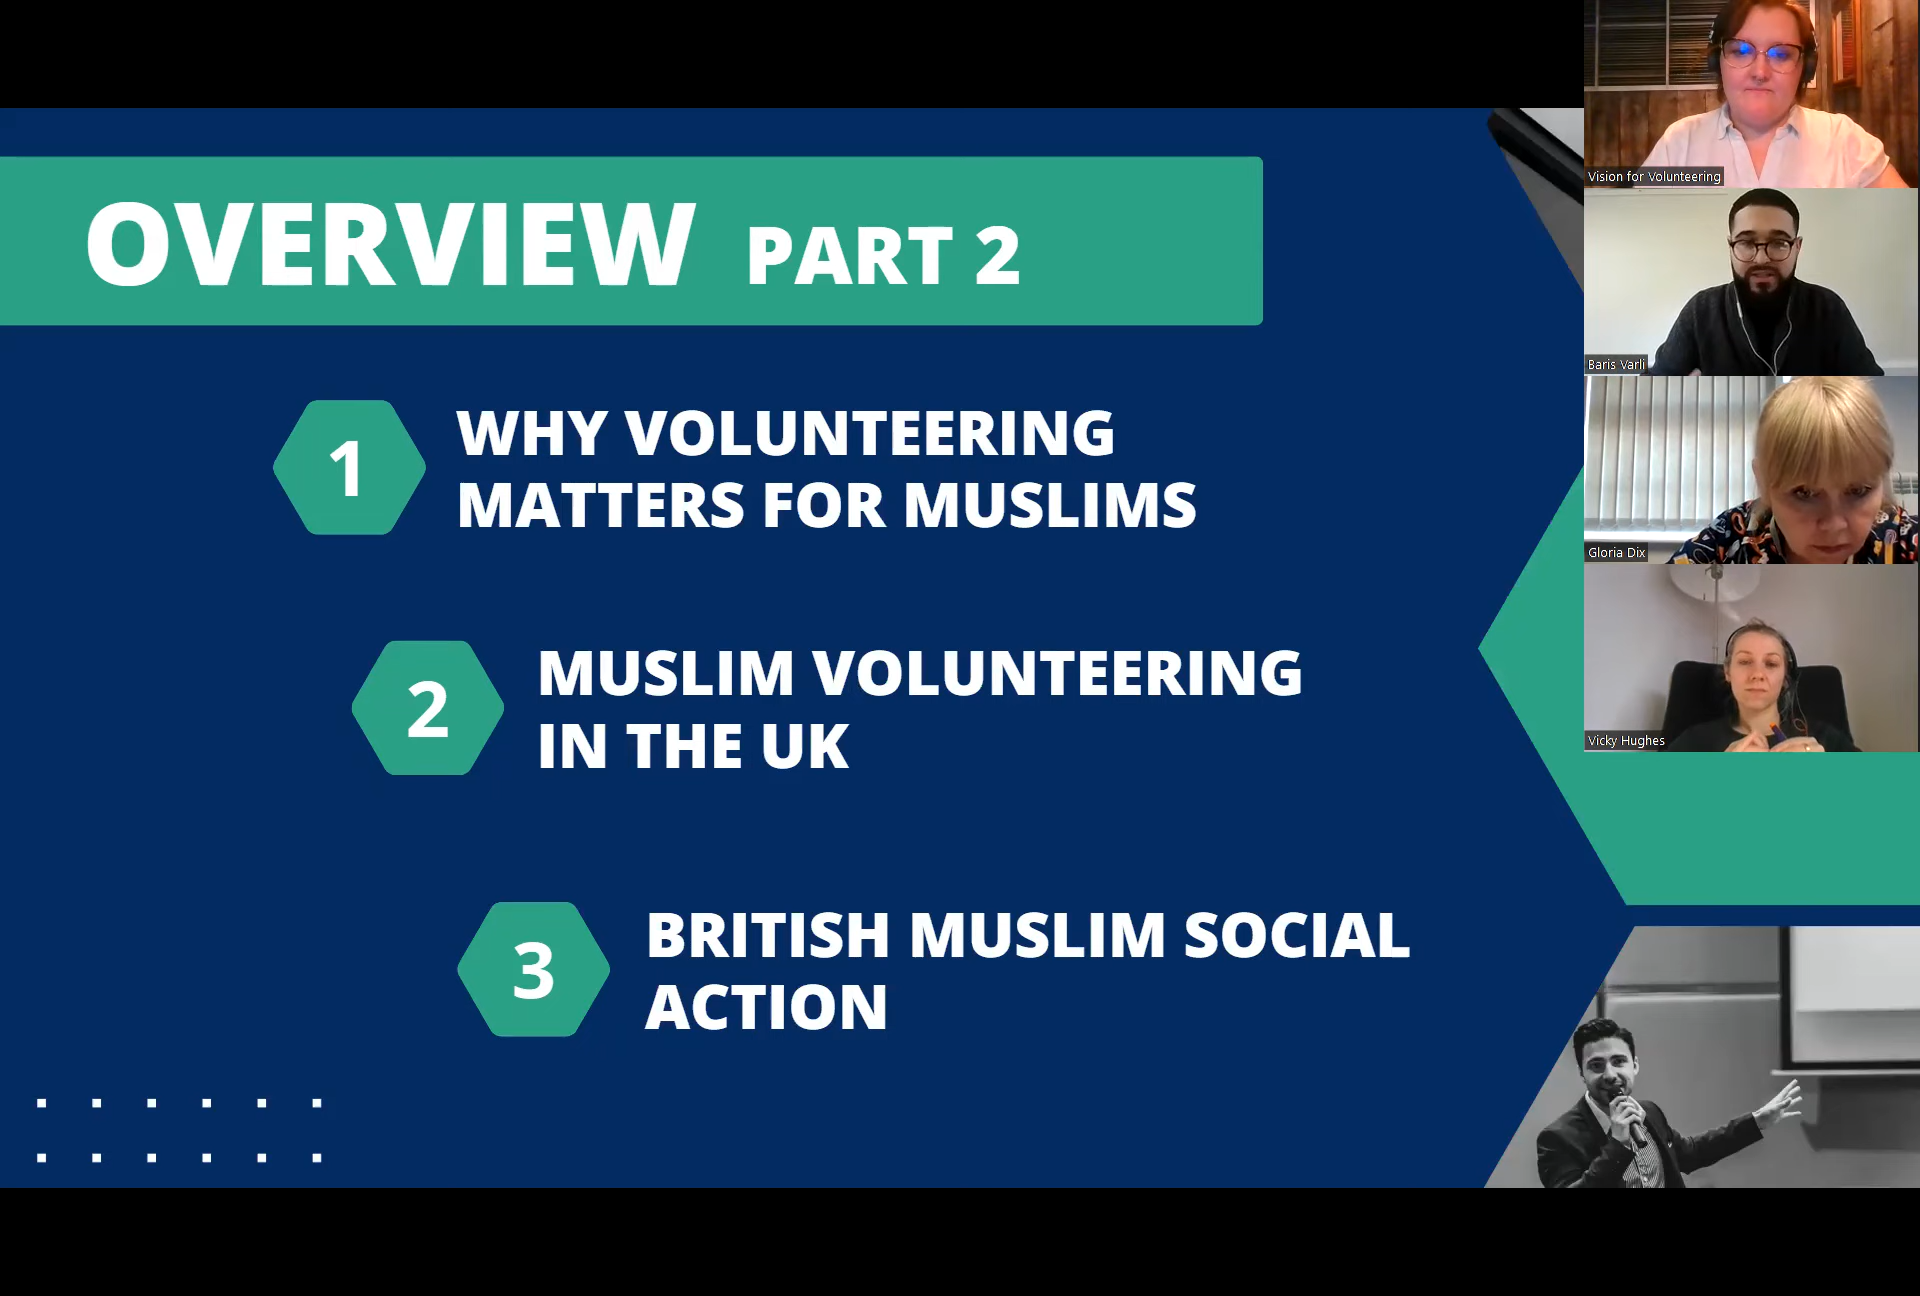 OVERVIEW PART 2
1
WHY VOLUNTEERING
MATTERS FOR MUSLIMS
2
MUSLIM VOLUNTEERING
IN THE UK
3
BRITISH MUSLIM SOCIAL
ACTION
Vision for Volunteering
Baris Varli
Gloria Dix
Vicky Hughes